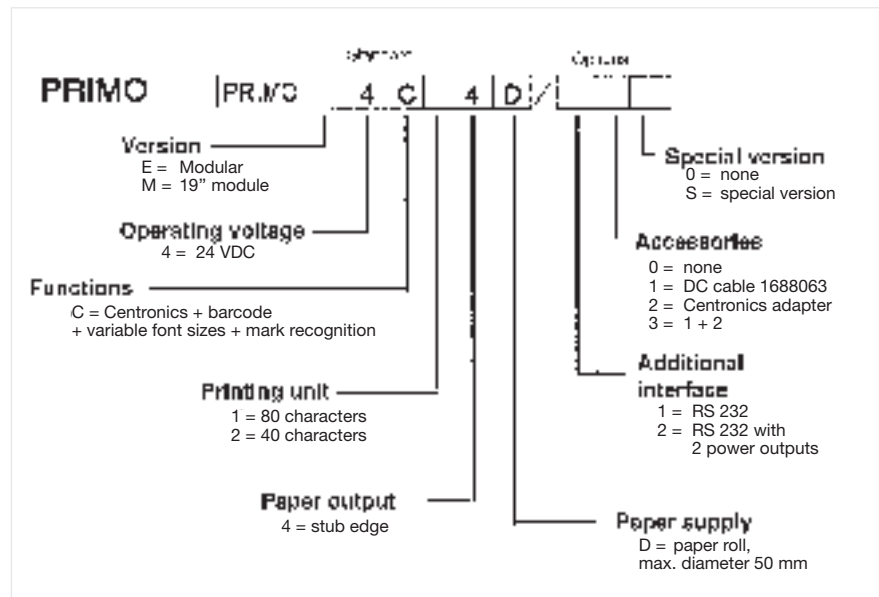 PRIMO PRIMO 4 C 4 D /
Version
E = Modular
M = 19" module
Operating voltage
4 = 24 VDC
Functions
C = Centronics + barcode
+ variable font sizes + mark recognition
Printing unit
1 = 80 characters
2 = 40 characters
Paper output
4 = stub edge
Special version
0 = none
S = special version
Accessories
0 = none
1 = DC cable 1688063
2 = Centronics adapter
3 = 1 + 2
Additional
interface
1 = RS 232
2 = RS 232 with
2 power outputs
Paper supply
D = paper roll,
max. diameter 50 mm